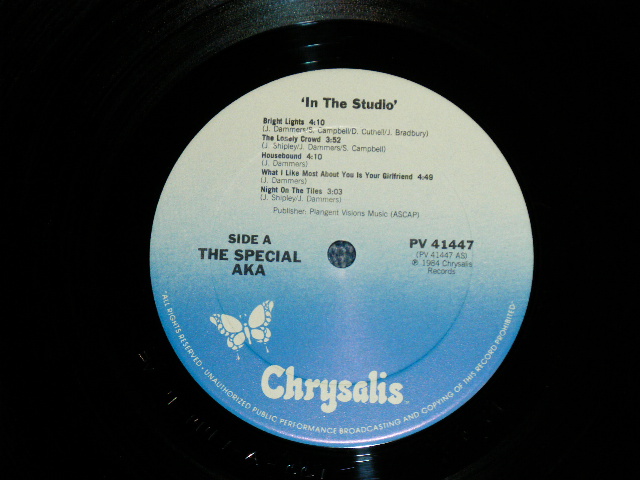 'In The Studio'
Bright Lights 4:10
(J. Dammers/S. Campbell/D. Cuthell/J. Bradbury)
The Lonely Crowd 3:52
(J. Shipley/J. Dammers/S. Campbell)
Housebound 4:10
(J. Dammers)
What I Like Most About You Is Your Girlfriend 4:49
(J. Dammers)
Night On The Tiles 3:03
(J. Shipley/J. Dammers)
Publisher: Plangent Visions Music (ASCAP)
SIDE A
THE SPECIAL
AKA
PV 41447
(PV 41447 AS)
℗ 1984 Chrysalis
Records
Chrysalis
• ALL RIGHTS RESERVED • UNAUTHORIZED PUBLIC PERFORMANCE BROADCASTING AND COPYING OF THIS RECORD PROHIBITED •